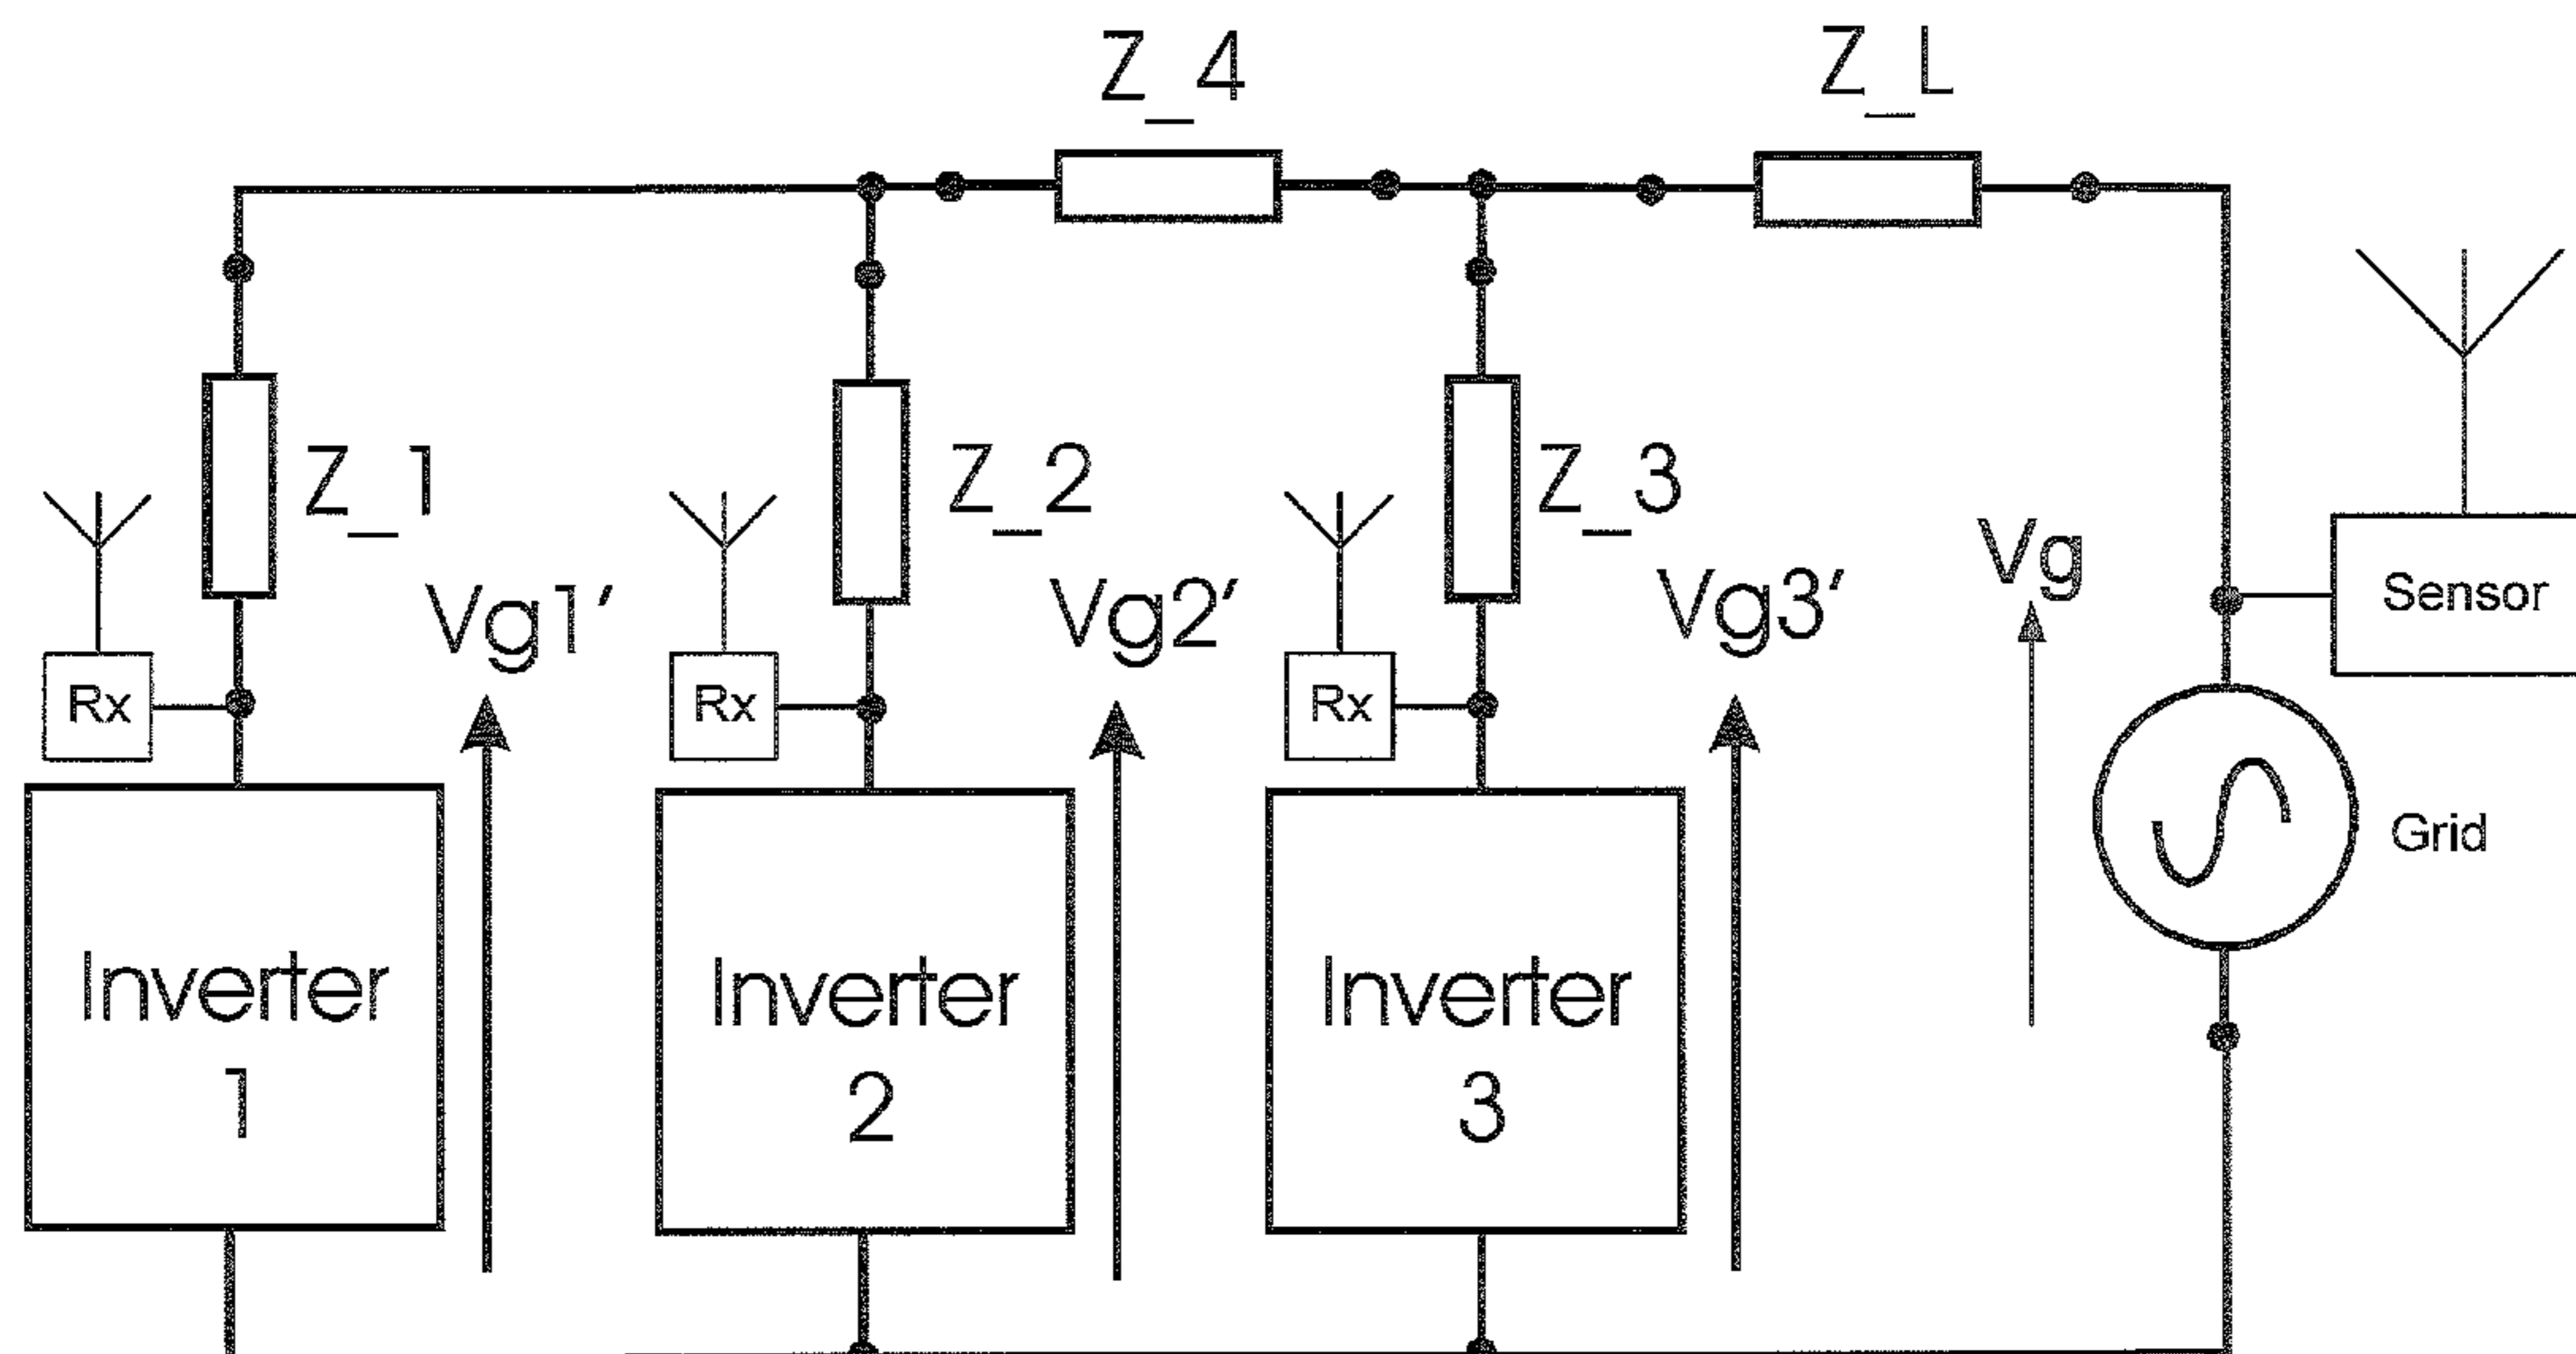 Z_4
Z_L
Z_1
Z_2
Z_3
Vg1'
Vg2'
Vg3'
Vg
Sensor
Rx
Rx
Rx
Grid
Inverter
1
Inverter
2
Inverter
3